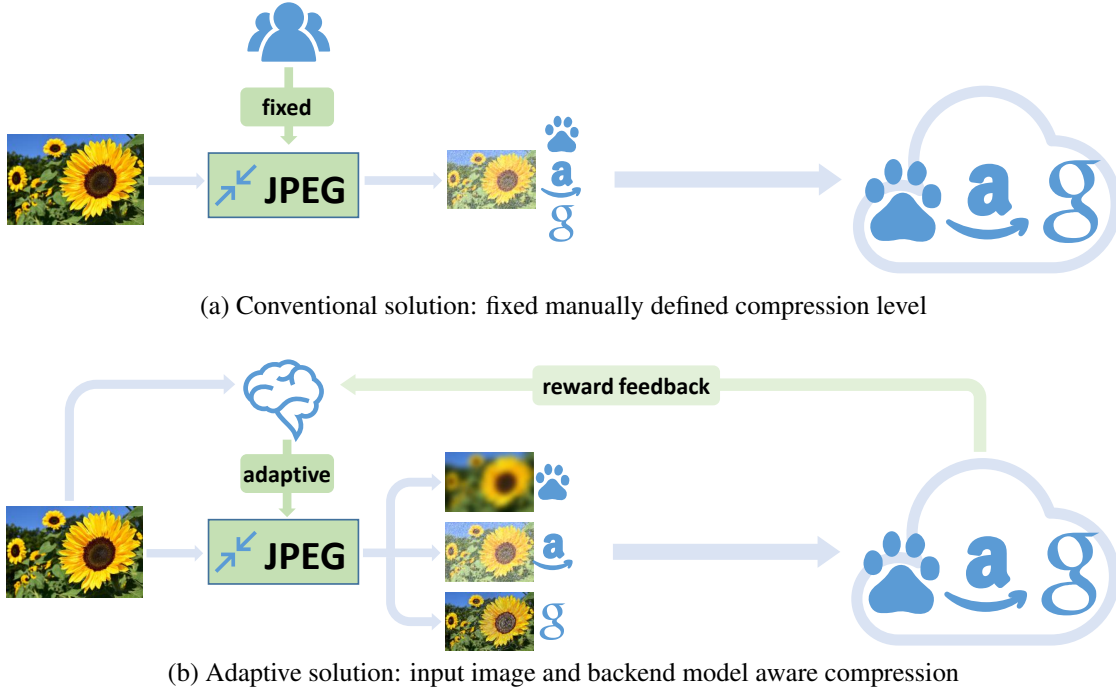 fixed
JPEG
a
g
a g
(a) Conventional solution: fixed manually defined compression level
reward feedback
adaptive
JPEG
a
g
a g
(b) Adaptive solution: input image and backend model aware compression